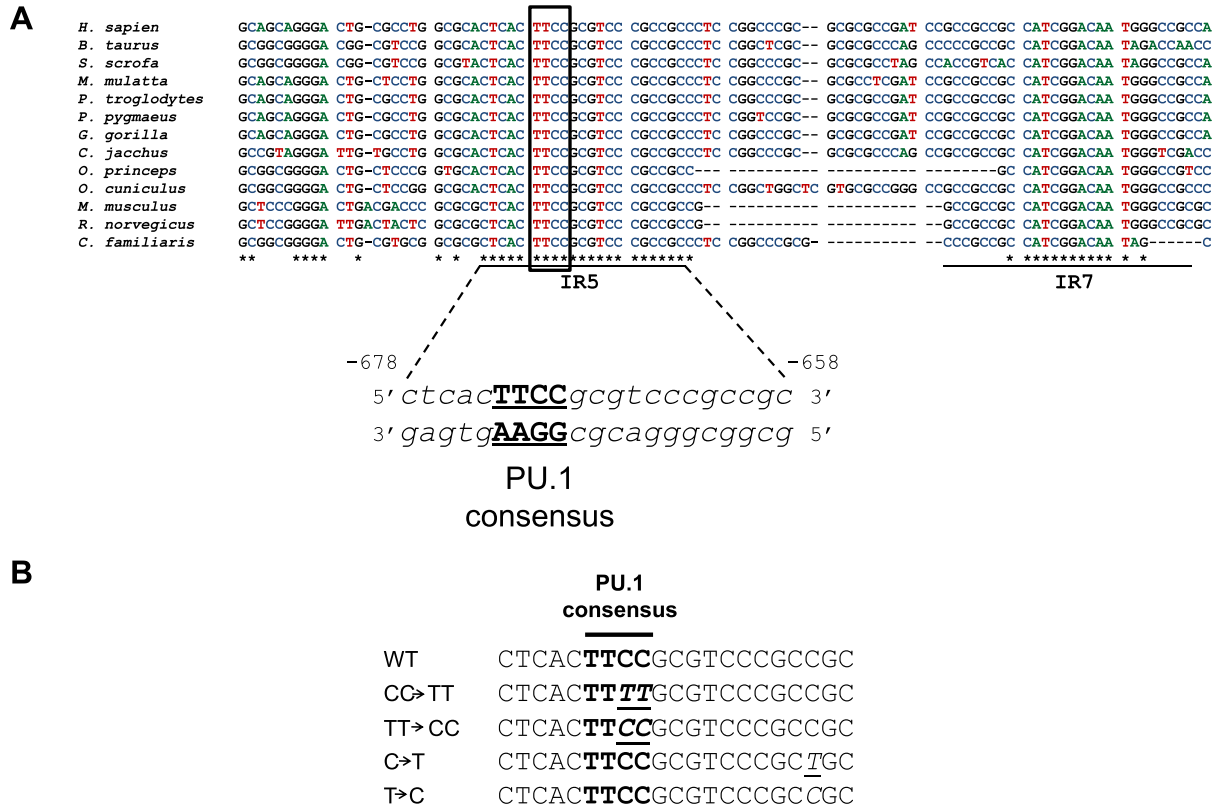 A
H. sapien GCAGCAGGGA CTG-CGCCTG GCGCACTCAC TTCCGCGTCC CGCCGCCCTC CGGCCCGC-- GCGCGCCGAT CCGCCGCCGC CATCGGACAA TGGGCCGCCA
B. taurus GCGGCGGGGA CGG-CGTCCG GCGCACTCAC TTCCGCGTCC CGCCGCCCTC CGGCTCGC-- GCGCGCCCAG CCCCCGCCGC CATCGGACAA TAGACCAACC
S. scrofa GCGGCGGGGA CGG-CGTCCG GCGTACTCAC TTCCGCGTCC CGCCGCCCTC CGGCCCGC-- GCGCGCCTAG CCACCGTCAC CATCGGACAA TAGGCCGCCA
M. mulatta GCAGCAGGGA CTG-CTCCTG GCGCACTCAC TTCCGCGTCC CGCCGCCCTC CGGCCCGC-- GCGCCTCGAT CCGCCGCCGC CATCGGACAA TGGGCCGCCA
P. troglodytes GCAGCAGGGA CTG-CGCCTG GCGCACTCAC TTCCGCGTCC CGCCGCCCTC CGGCCCGC-- GCGCGCCGAT CCGCCGCCGC CATCGGACAA TGGGCCGCCA
P. pygmaeus GCAGCAGGGA CTG-CGCCTG GCGCACTCAC TTCCGCGTCC CGCCGCCCTC CGGTCCGC-- GCGCGCCGAT CCGCCGCCGC CATCGGACAA TGGGCCGCCA
G. gorilla GCAGCAGGGA CTG-CGCCTG GCGCACTCAC TTCCGCGTCC CGCCGCCCTC CGGCCCGC-- GCGCGCCGAT CCGCCGCCGC CATCGGACAA TGGGCCGCCA
C. jacchus GCCGTAGGGA TTG-TGCCTG GCGCACTCAC TTCCGCGTCC CGCCGCCCTC CGGCCCGC-- GCGCGCCCAG CCGCCGCCGC CATCGGACAA TGGGTCGACC
O. princeps GCGGCGGGGA CTG-CTCCCG GGTGCACTCAC TTCCGCGTCC CGCCGCC---------------------------------GC CATCGGACAA TGGGCCGTCC
O. cuniculus GCGGCGGGGA CTG-CTCCGG GCGCACTCAC TTCCGCGTCC CGCCGCCCTC CGGCTGGCTC GTGCGCCGGG CCGCCGCCGC CATCGGACAA TGGGCCGCCC
M. musculus GCTCCCGGGA CTGACGACCC GCGCGCTCAC TTCCGCGTCC CGCCGCCG-- ---------- ---------- GCCGCCGC CATCGGACAA TGGGCCGCGC
R. norvegicus GCTCCGGGGA TTGACTACTC GCGCGCTCAC TTCCGCGTCC CGCCGCCG-- ---------- ---------- GCCGCCGC CATCGGACAA TGGGCCGCGC
C. familiaris GCGGCGGGGA CTG-CGTGCG GCGCGCTCAC TTCCGCGTCC CGCCGCCCTC CGGCCCGCG- ---------- CCCGCCGC CATCGGACAA TAG------C
** **** * * * ***** ********** ******* * ********** * *
IR5 IR7
-678 -658
5′ ctcacTTCCgcgtcccgccgc 3′
3′ gagtgAAGGcgcagggcggcg 5′
PU.1
consensus
B
PU.1
consensus
WT CTCACTTCCGCGTCCCGCCGC
CC→TT CTCACTTTTGCGTCCCGCCGC
TT→CC CTCACTTCCGCGTCCCGCCGC
C→T CTCACTTCCGCGTCCCGCTGC
T→C CTCACTTCCGCGTCCCGCCGC